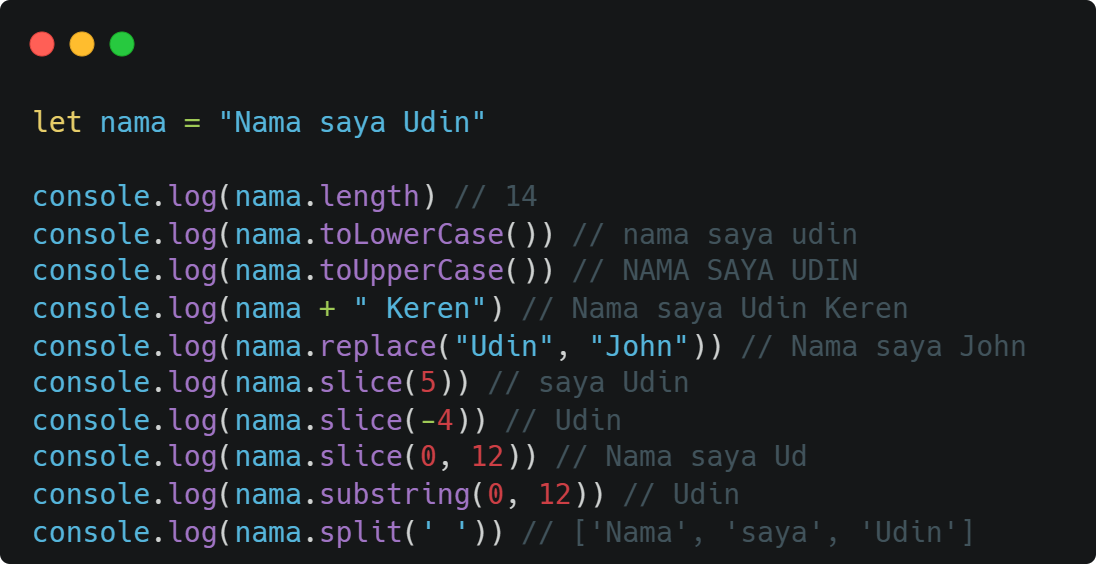 let nama = "Nama saya Udin"
console.log(nama.length) // 14
console.log(nama.toLowerCase()) // nama saya udin
console.log(nama.toUpperCase()) // NAMA SAYA UDIN
console.log(nama + " Keren") // Nama saya Udin Keren
console.log(nama.replace("Udin", "John")) // Nama saya John
console.log(nama.slice(5)) // saya Udin
console.log(nama.slice(-4)) // Udin
console.log(nama.slice(0, 12)) // Nama saya Ud
console.log(nama.substring(0, 12)) // Udin
console.log(nama.split(' ')) // ['Nama', 'saya', 'Udin']